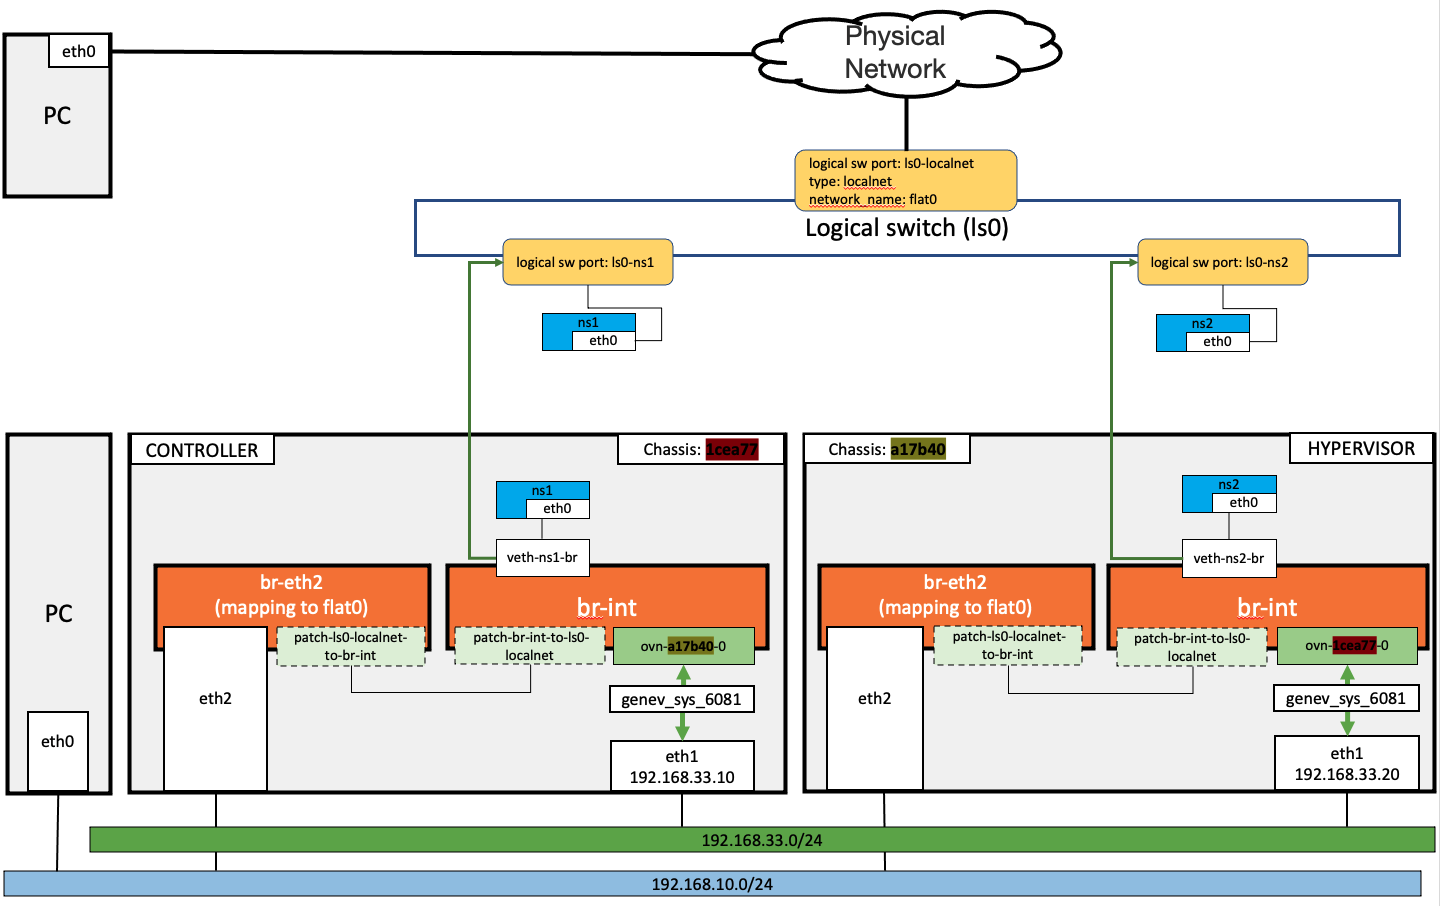 Physical
Network
eth0
PC
logical sw port: ls0-localnet
type: localnet
network_name: flat0
Logical switch (ls0)
logical sw port: ls0-ns1
logical sw port: ls0-ns2
ns1
eth0
ns2
eth0
CONTROLLER
Chassis: 1cea77
Chassis: a17b40
HYPERVISOR
ns1
eth0
ns2
eth0
veth-ns1-br
veth-ns2-br
PC
eth0
br-eth2
(mapping to flat0)
br-int
br-eth2
(mapping to flat0)
br-int
patch-ls0-localnet-
to-br-int
patch-br-int-to-ls0-
localnet
ovn-a17b40-0
patch-ls0-localnet-
to-br-int
patch-br-int-to-ls0-
localnet
ovn-1cea77-0
eth2
genev_sys_6081
eth2
genev_sys_6081
eth1
192.168.33.10
eth1
192.168.33.20
192.168.33.0/24
192.168.10.0/24